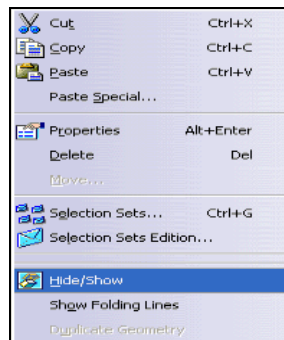 Cut Ctrl+X
Copy Ctrl+C
Paste Ctrl+V
Paste Special...
Properties Alt+Enter
Delete Del
Move...
Selection Sets... Ctrl+G
Selection Sets Edition...
Hide/Show
Show Folding Lines
Duplicate Geometry